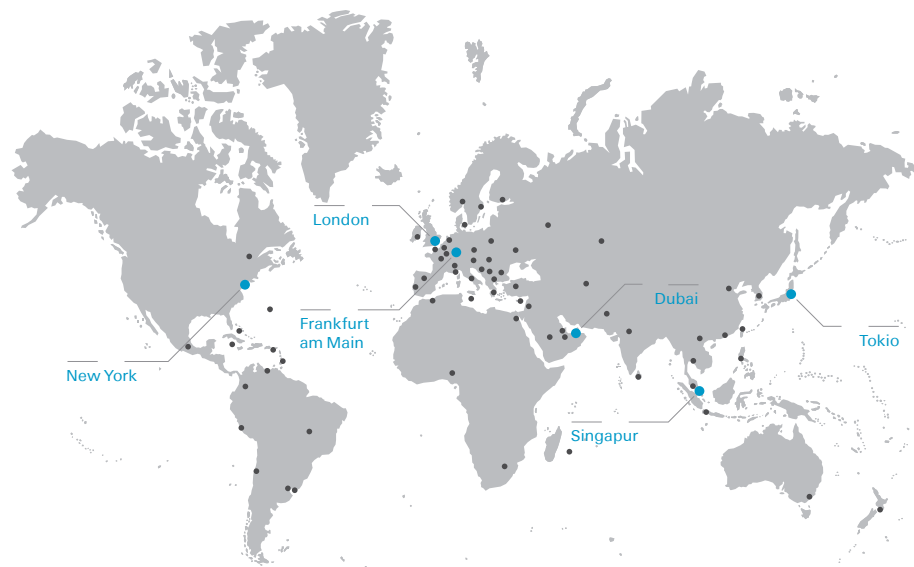 London
Dubai
Frankfurt
am Main
Tokio
New York
Singapur